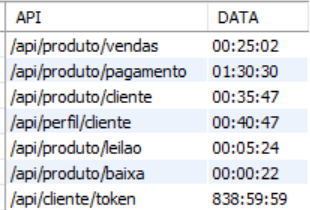 API DATA
/api/produto/vendas 00:25:02
/api/produto/pagamento 01:30:30
/api/produto/cliente 00:35:47
/api/perfil/cliente 00:40:47
/api/produto/leilao 00:05:24
/api/produto/baixa 00:00:22
/api/cliente/token 838:59:59